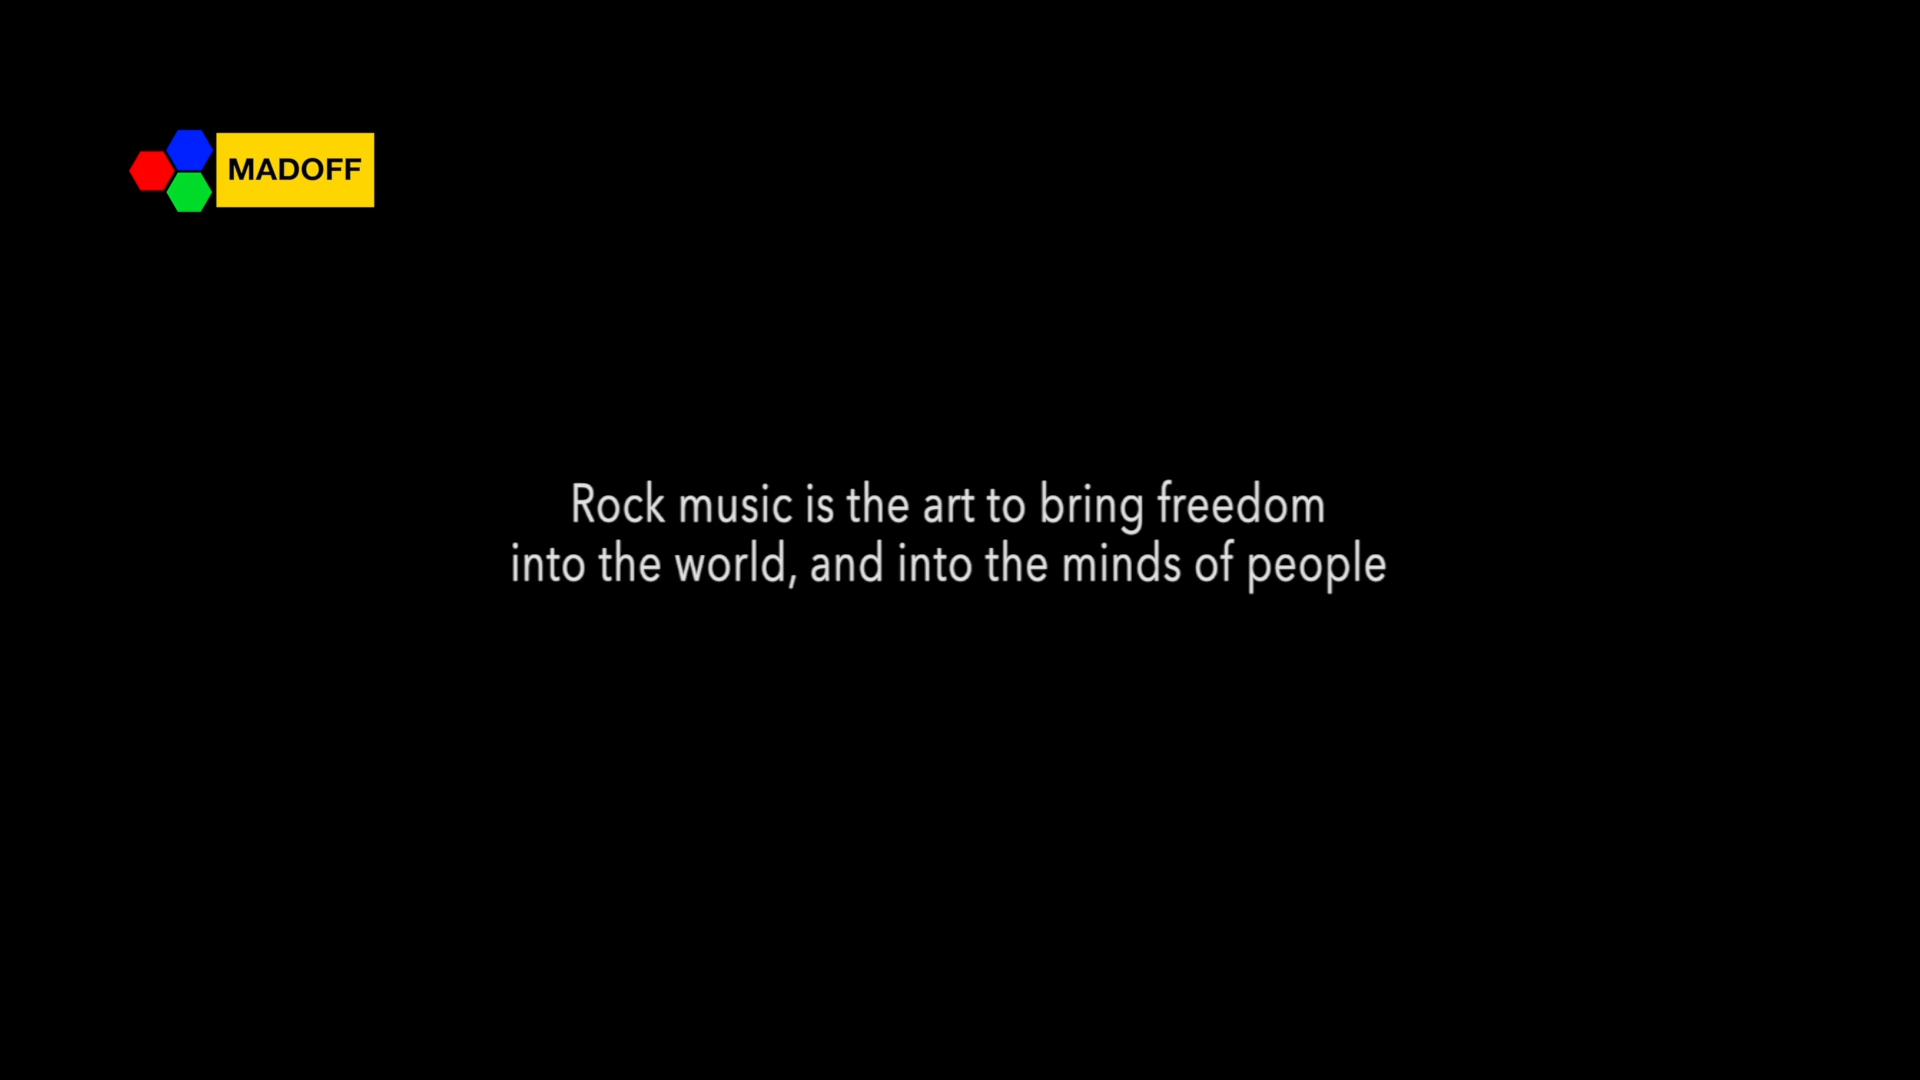 MADOFF
Rock music is the art to bring freedom
into the world, and into the minds of people